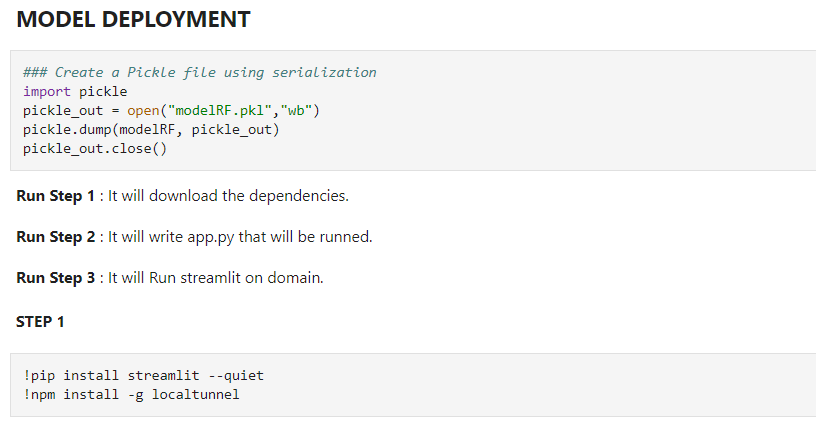 MODEL DEPLOYMENT
### Create a Pickle file using serialization
import pickle
pickle_out = open("modelRF.pkl","wb")
pickle.dump(modelRF, pickle_out)
pickle_out.close()
Run Step 1 : It will download the dependencies.
Run Step 2 : It will write app.py that will be runned.
Run Step 3 : It will Run streamlit on domain.
STEP 1
!pip install streamlit --quiet
!npm install -g localtunnel